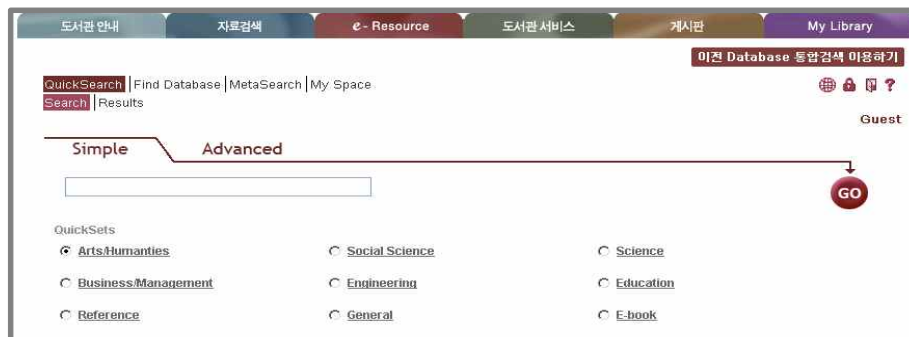 도서관 안내 자료검색 e - Resource 도서관 서비스 게시판 My Library
이전 Database 통합검색 이용하기
QuickSearch Find Database MetaSearch My Space
Search Results
?
Guest
Simple Advanced
GO
QuickSets
Arts/Humanties Social Science Science
Business/Management Engineering Education
Reference General E-book